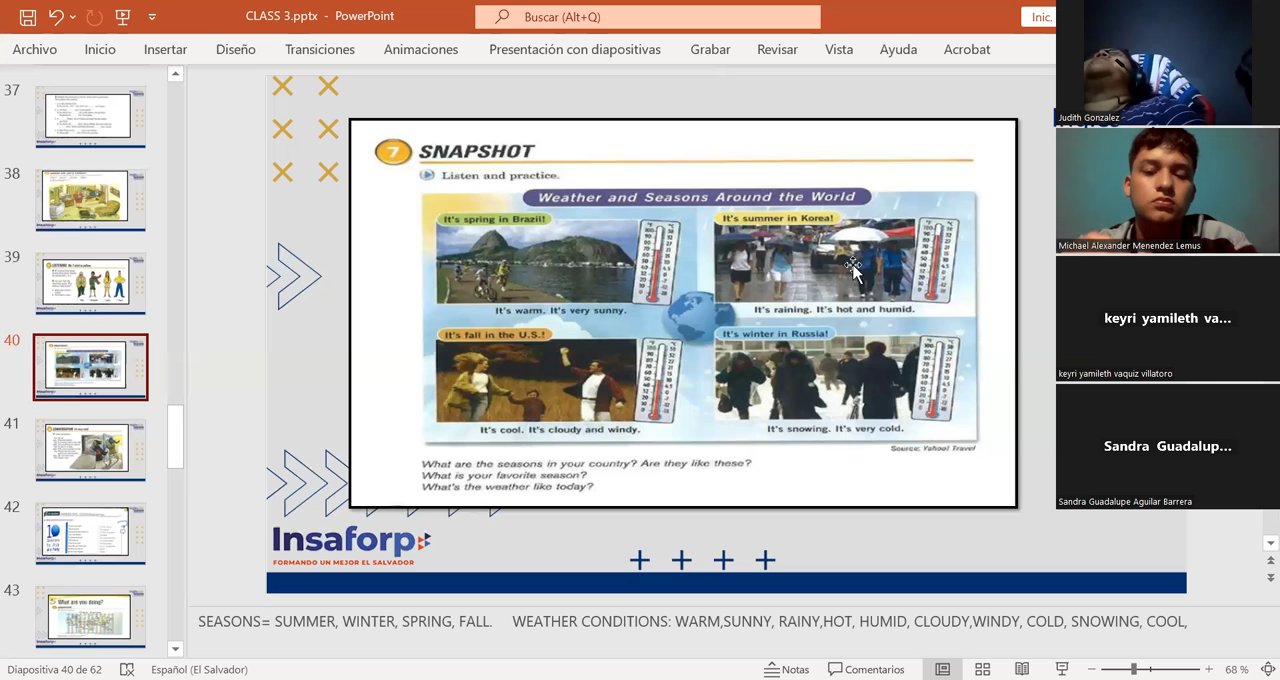 CLASS 3.pptx - PowerPoint
Buscar (Alt+Q)
Inic.
Archivo Inicio Insertar Diseño Transiciones Animaciones Presentación con diapositivas Grabar Revisar Vista Ayuda Acrobat
37
38
39
40
41
42
43
7 SNAPSHOT
Listen and practice.
Weather and Seasons Around the World
It's spring in Brazil!
It's summer in Korea!
It's warm. It's very sunny.
It's raining. It's hot and humid.
It's fall in the U.S.!
It's winter in Russia!
It's cool. It's cloudy and windy.
It's snowing. It's very cold.
Source: Yahoo! Travel
What are the seasons in your country? Are they like these?
What is your favorite season?
What's the weather like today?
Insaforp
FORMANDO UN MEJOR EL SALVADOR
Judith Gonzalez
Michael Alexander Menendez Lemus
keyri yamileth va...
keyri yamileth vaquiz villatoro
Sandra Guadalup...
Sandra Guadalupe Aguilar Barrera
SEASONS= SUMMER, WINTER, SPRING, FALL. WEATHER CONDITIONS: WARM,SUNNY, RAINY,HOT, HUMID, CLOUDY,WINDY, COLD, SNOWING, COOL,
Diapositiva 40 de 62
Español (El Salvador)
Notas
Comentarios
68 %